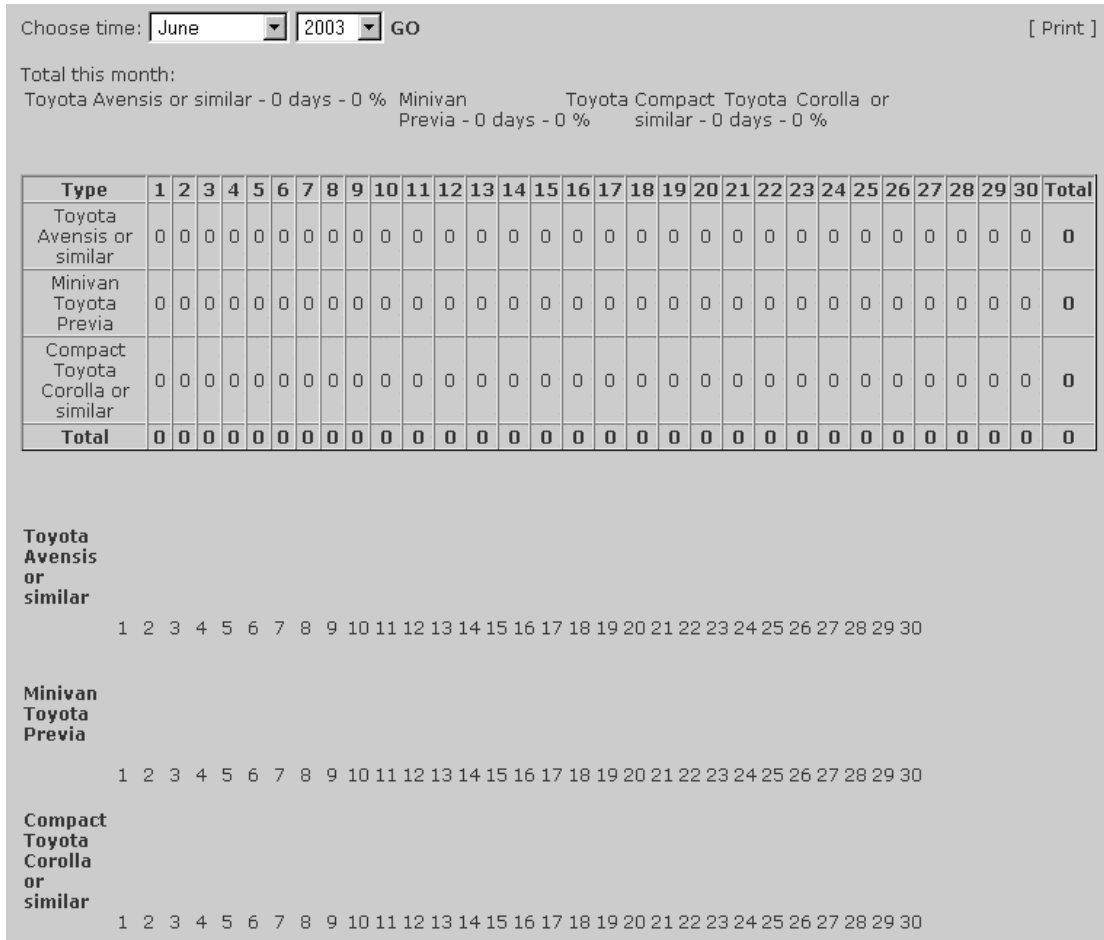 Choose time: June 2003 GO [ Print ]
Total this month:
Toyota Avensis or similar - 0 days - 0 % Minivan Toyota Compact Toyota Corolla or
Previa - 0 days - 0 % similar - 0 days - 0 %
Type 1 2 3 4 5 6 7 8 9 10 11 12 13 14 15 16 17 18 19 20 21 22 23 24 25 26 27 28 29 30 Total
Toyota
Avensis or
similar
0 0 0 0 0 0 0 0 0 0 0 0 0 0 0 0 0 0 0 0 0 0 0 0 0 0 0 0 0 0 0
Minivan
Toyota
Previa
0 0 0 0 0 0 0 0 0 0 0 0 0 0 0 0 0 0 0 0 0 0 0 0 0 0 0 0 0 0 0
Compact
Toyota
Corolla or
similar
0 0 0 0 0 0 0 0 0 0 0 0 0 0 0 0 0 0 0 0 0 0 0 0 0 0 0 0 0 0 0
Total 0 0 0 0 0 0 0 0 0 0 0 0 0 0 0 0 0 0 0 0 0 0 0 0 0 0 0 0 0 0 0
Toyota
Avensis
or
similar
1 2 3 4 5 6 7 8 9 10 11 12 13 14 15 16 17 18 19 20 21 22 23 24 25 26 27 28 29 30
Minivan
Toyota
Previa
1 2 3 4 5 6 7 8 9 10 11 12 13 14 15 16 17 18 19 20 21 22 23 24 25 26 27 28 29 30
Compact
Toyota
Corolla
or
similar
1 2 3 4 5 6 7 8 9 10 11 12 13 14 15 16 17 18 19 20 21 22 23 24 25 26 27 28 29 30